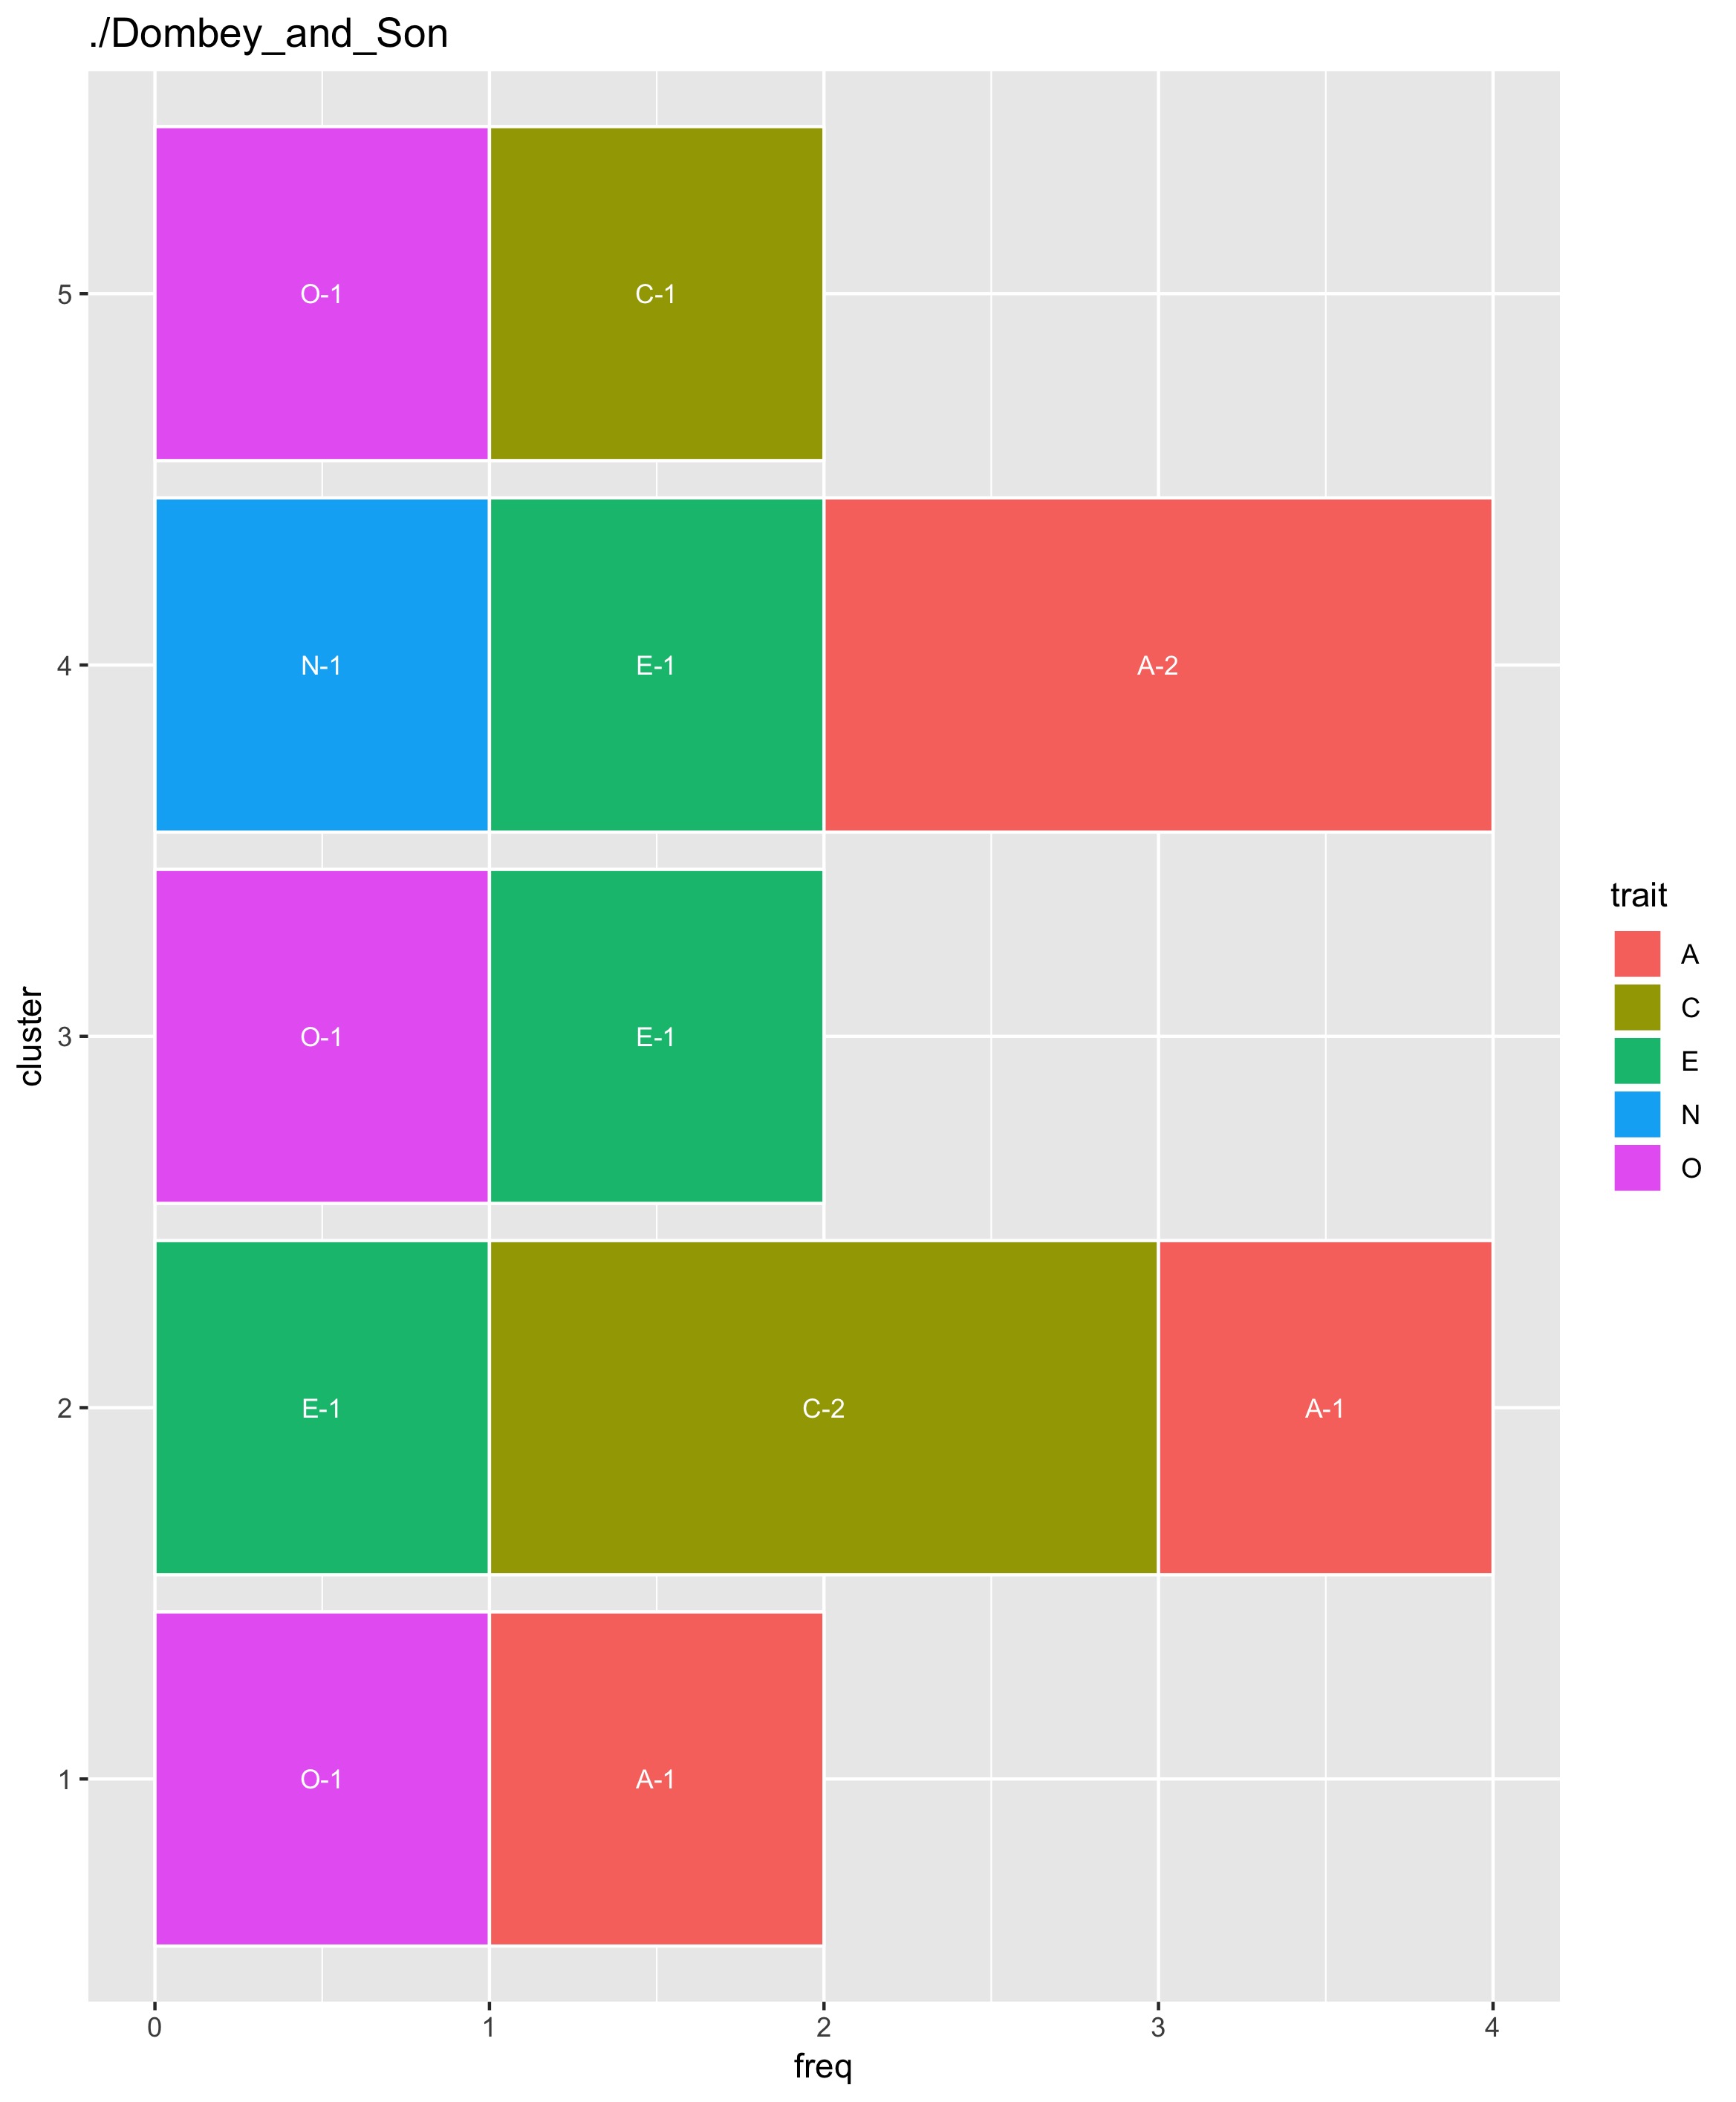 ./Dombey_and_Son
cluster
5
O-1
C-1
4
N-1
E-1
A-2
3
O-1
E-1
2
E-1
C-2
A-1
1
O-1
A-1
0
1
2
3
4
freq
trait
A
C
E
N
O